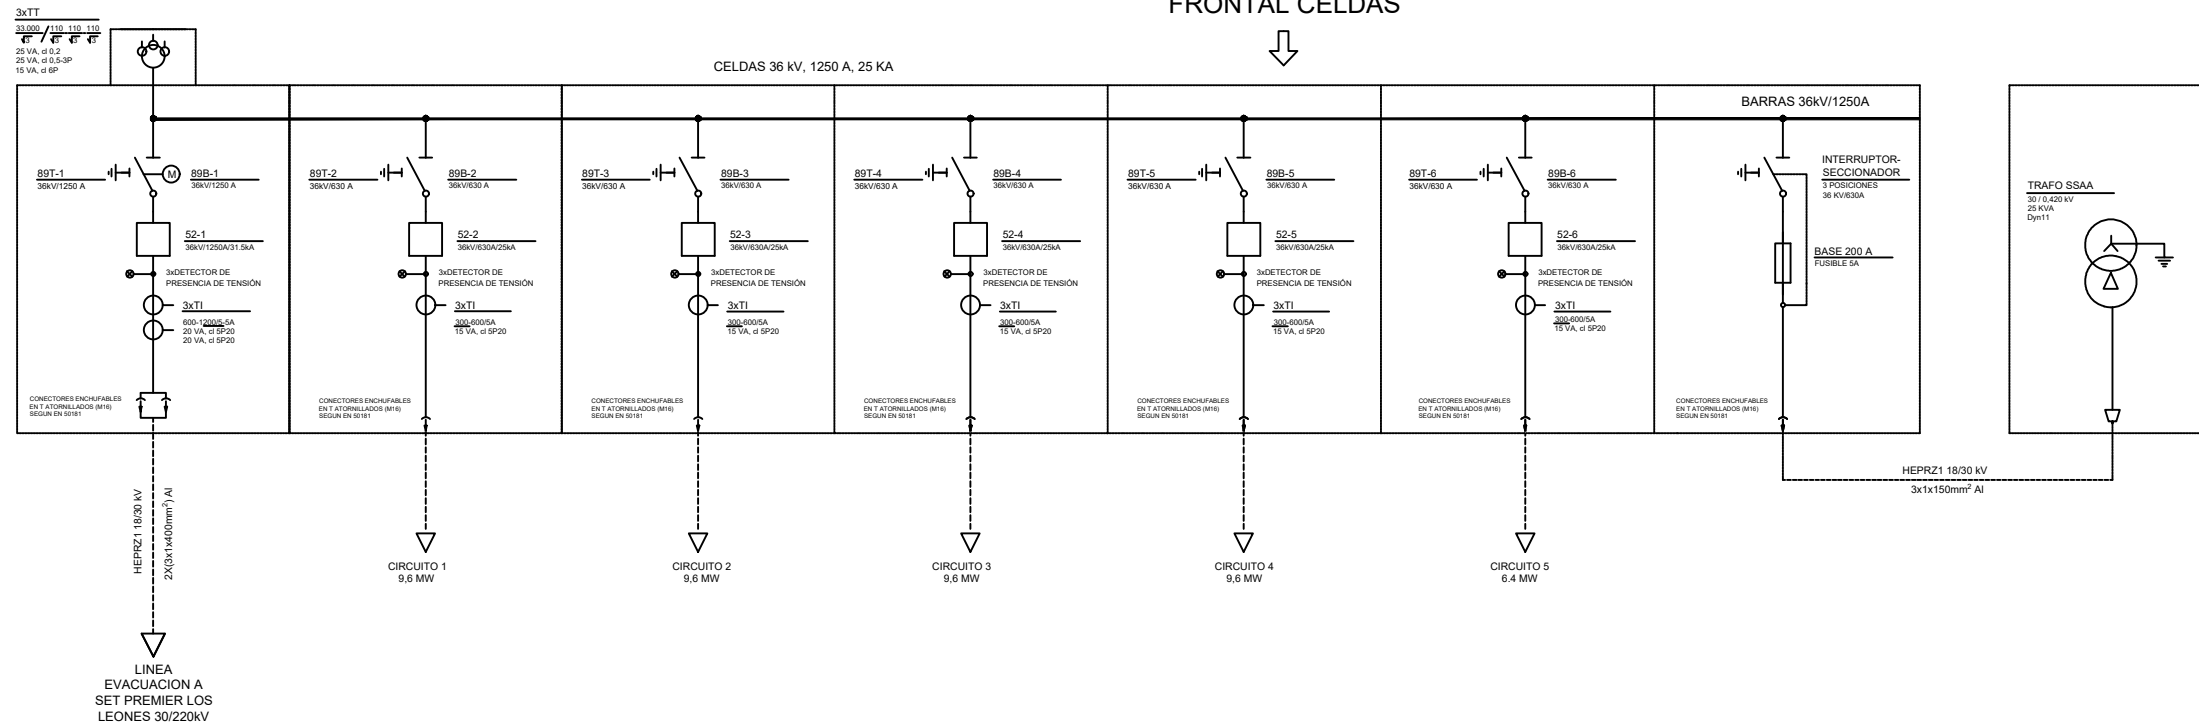 FRONTAL CELDAS
CELDAS 36 kV, 1250 A, 25 KA
3xTT
33.000/√3 / 110/√3 110/√3 110/√3
25 VA, cl 0,2
25 VA, cl 0,5-3P
15 VA, cl 6P
89T-1
36kV/1250 A
M
89B-1
36kV/1250 A
52-1
36kV/1250A/31.5kA
3xDETECTOR DE
PRESENCIA DE TENSIÓN
3xTI
600-1200/5-5A
20 VA, cl 5P20
20 VA, cl 5P20
CONECTORES ENCHUFABLES
EN T ATORNILLADOS (M16)
SEGUN EN 50181
HEPRZ1 18/30 kV
2X(3x1x400mm²) Al
LINEA
EVACUACION A
SET PREMIER LOS
LEONES 30/220kV
89T-2
36kV/630 A
89B-2
36kV/630 A
52-2
36kV/630A/25kA
3xDETECTOR DE
PRESENCIA DE TENSIÓN
3xTI
300-600/5A
15 VA, cl 5P20
CONECTORES ENCHUFABLES
EN T ATORNILLADOS (M16)
SEGUN EN 50181
CIRCUITO 1
9,6 MW
89T-3
36kV/630 A
89B-3
36kV/630 A
52-3
36kV/630A/25kA
3xDETECTOR DE
PRESENCIA DE TENSIÓN
3xTI
300-600/5A
15 VA, cl 5P20
CONECTORES ENCHUFABLES
EN T ATORNILLADOS (M16)
SEGUN EN 50181
CIRCUITO 2
9,6 MW
89T-4
36kV/630 A
89B-4
36kV/630 A
52-4
36kV/630A/25kA
3xDETECTOR DE
PRESENCIA DE TENSIÓN
3xTI
300-600/5A
15 VA, cl 5P20
CONECTORES ENCHUFABLES
EN T ATORNILLADOS (M16)
SEGUN EN 50181
CIRCUITO 3
9,6 MW
89T-5
36kV/630 A
89B-5
36kV/630 A
52-5
36kV/630A/25kA
3xDETECTOR DE
PRESENCIA DE TENSIÓN
3xTI
300-600/5A
15 VA, cl 5P20
CONECTORES ENCHUFABLES
EN T ATORNILLADOS (M16)
SEGUN EN 50181
CIRCUITO 4
9,6 MW
89T-6
36kV/630 A
89B-6
36kV/630 A
52-6
36kV/630A/25kA
3xDETECTOR DE
PRESENCIA DE TENSIÓN
3xTI
300-600/5A
15 VA, cl 5P20
CONECTORES ENCHUFABLES
EN T ATORNILLADOS (M16)
SEGUN EN 50181
CIRCUITO 5
6.4 MW
BARRAS 36kV/1250A
INTERRUPTOR-
SECCIONADOR
3 POSICIONES
36 KV/630A
BASE 200 A
FUSIBLE 5A
CONECTORES ENCHUFABLES
EN T ATORNILLADOS (M16)
SEGUN EN 50181
HEPRZ1 18/30 kV
3x1x150mm² Al
TRAFO SSAA
30 / 0,420 kV
25 KVA
Dyn11